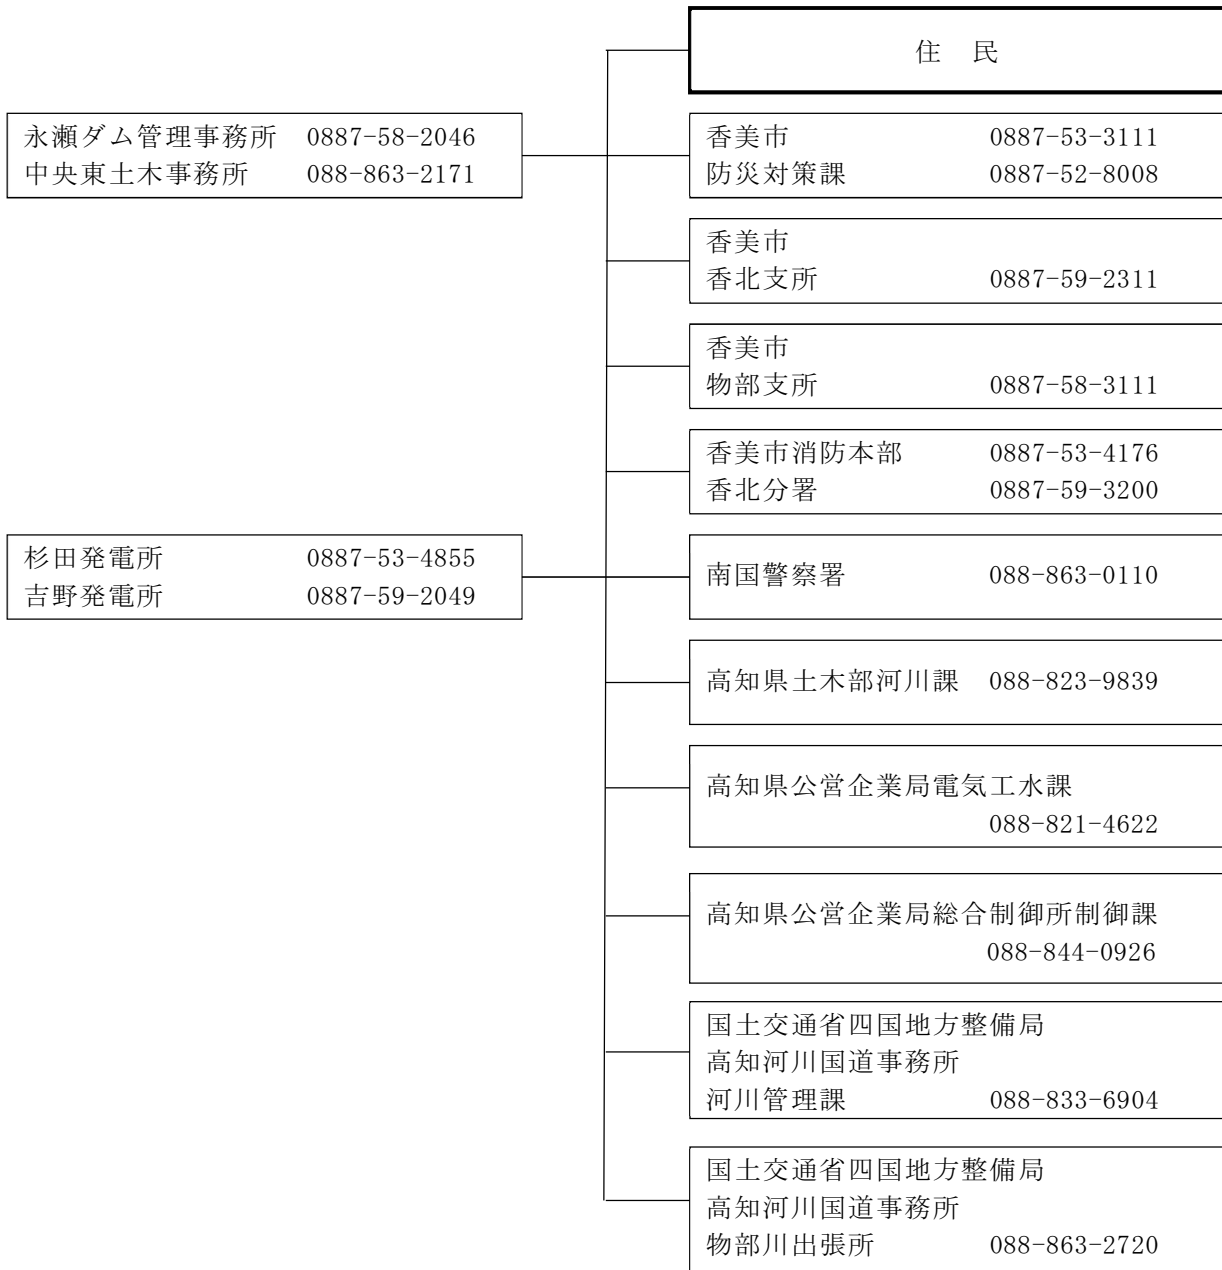 住　民
永瀬ダム管理事務所　0887-58-2046
中央東土木事務所　088-863-2171
香美市　0887-53-3111
防災対策課　0887-52-8008
香美市
香北支所　0887-59-2311
香美市
物部支所　0887-58-3111
香美市消防本部　0887-53-4176
香北分署　0887-59-3200
杉田発電所　0887-53-4855
吉野発電所　0887-59-2049
南国警察署　088-863-0110
高知県土木部河川課　088-823-9839
高知県公営企業局電気工水課
088-821-4622
高知県公営企業局総合制御所制御課
088-844-0926
国土交通省四国地方整備局
高知河川国道事務所
河川管理課　088-833-6904
国土交通省四国地方整備局
高知河川国道事務所
物部川出張所　088-863-2720